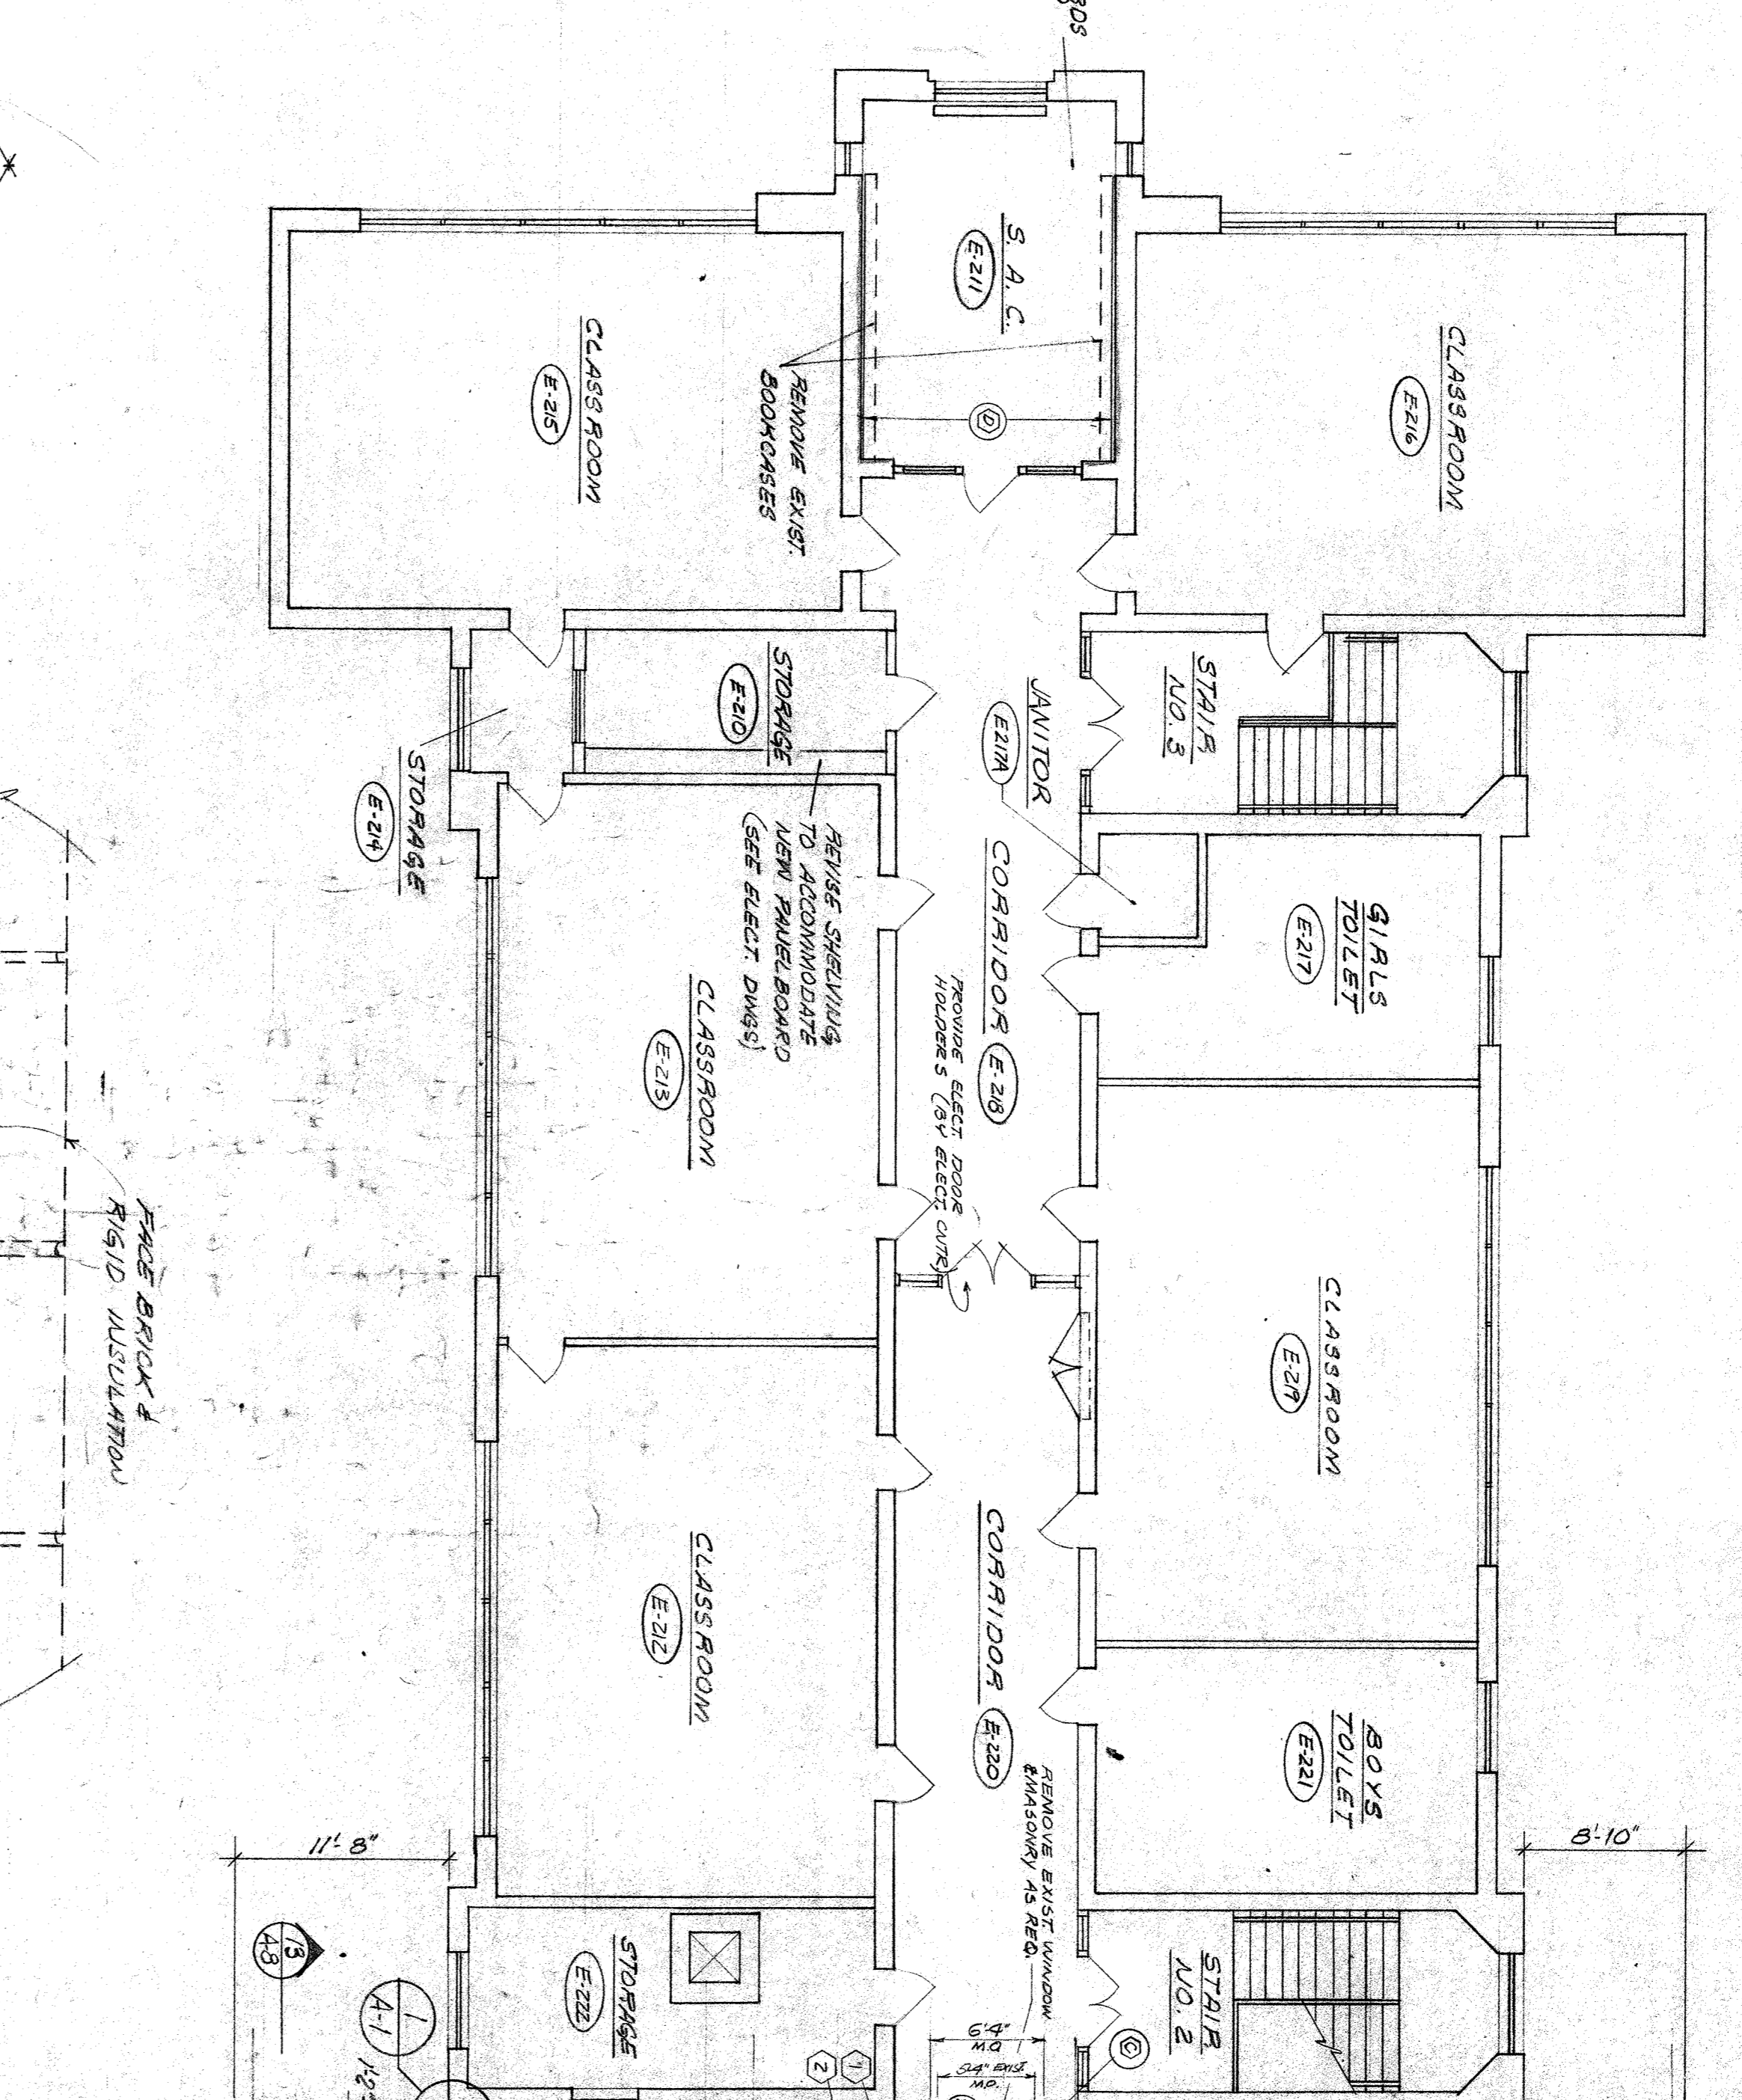 CLASSROOM
E-216
S. A. C.
E-211
REMOVE EXIST.
BOOKCASES
CLASSROOM
E-215
STAIR
NO. 3
JANITOR
E217A
STORAGE
E-210
STORAGE
E-214
REVISE SHELVING
TO ACCOMMODATE
NEW PANELBOARD
(SEE ELECT. DWGS)
GIRLS
TOILET
E-217
CORRIDOR E-218
PROVIDE ELECT. DOOR
HOLDERS (BY ELECT. CNTR)
CLASSROOM
E-213
CLASSROOM
E-219
FACE BRICK &
RIGID INSULATION
CORRIDOR E-220
CLASSROOM
E-212
BOYS
TOILET
E-221
REMOVE EXIST. WINDOW
& MASONRY AS REQ.
8'-10"
11'-8"
STAIR
NO. 2
STORAGE
E-222
13
A-8
1
A-1
6'4"
M.O.
5'-4" EXIST.
M.O.
C
D
1
2